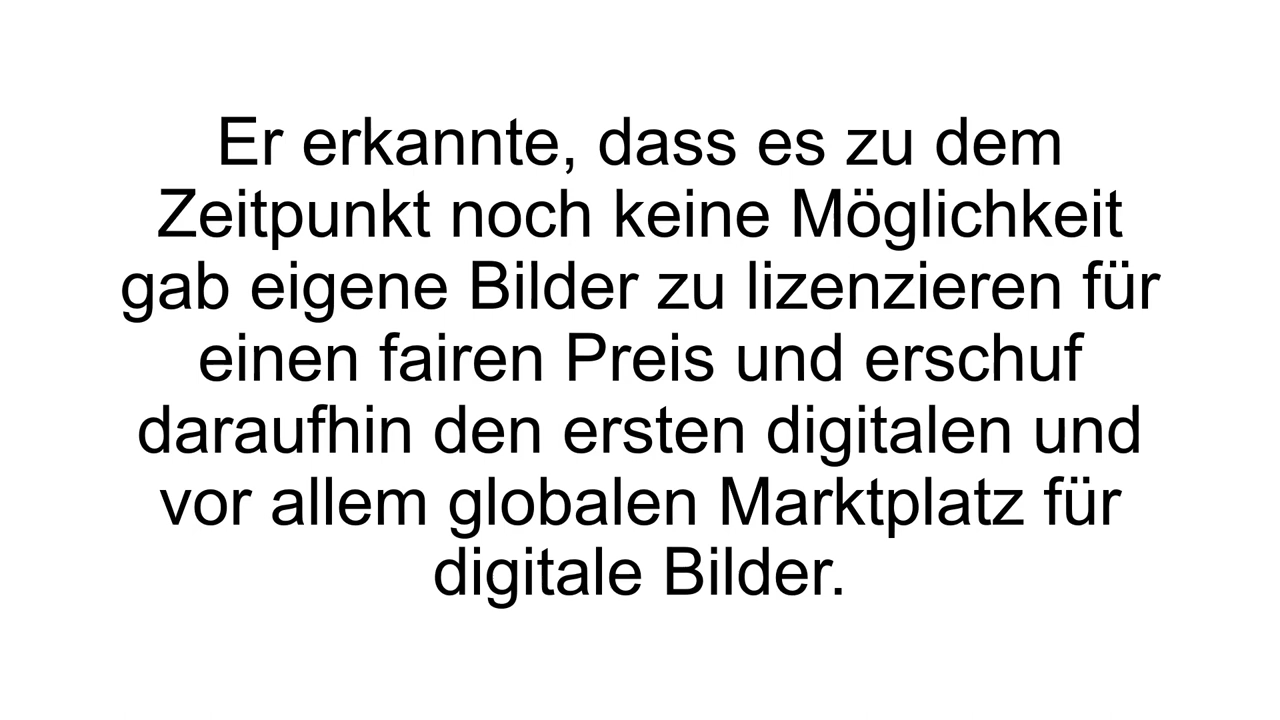 Er erkannte, dass es zu dem
Zeitpunkt noch keine Möglichkeit
gab eigene Bilder zu lizenzieren für
einen fairen Preis und erschuf
daraufhin den ersten digitalen und
vor allem globalen Marktplatz für
digitale Bilder.